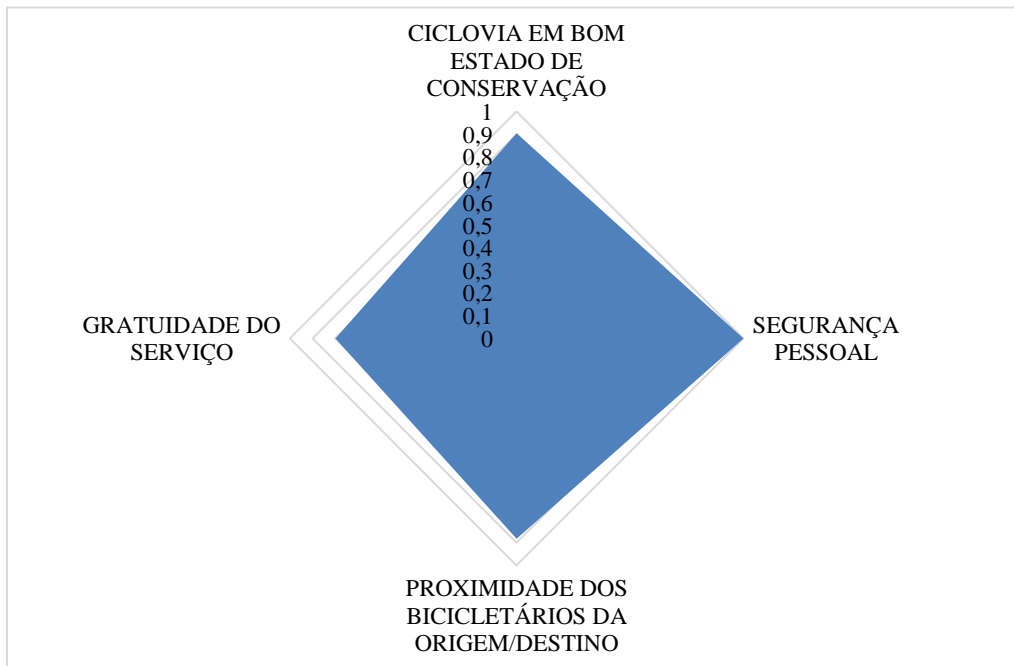 CICLOVIA EM BOM
ESTADO DE
CONSERVAÇÃO
1
0,9
0,8
0,7
0,6
0,5
0,4
0,3
0,2
0,1
0
GRATUIDADE DO
SERVIÇO
SEGURANÇA
PESSOAL
PROXIMIDADE DOS
BICICLETÁRIOS DA
ORIGEM/DESTINO